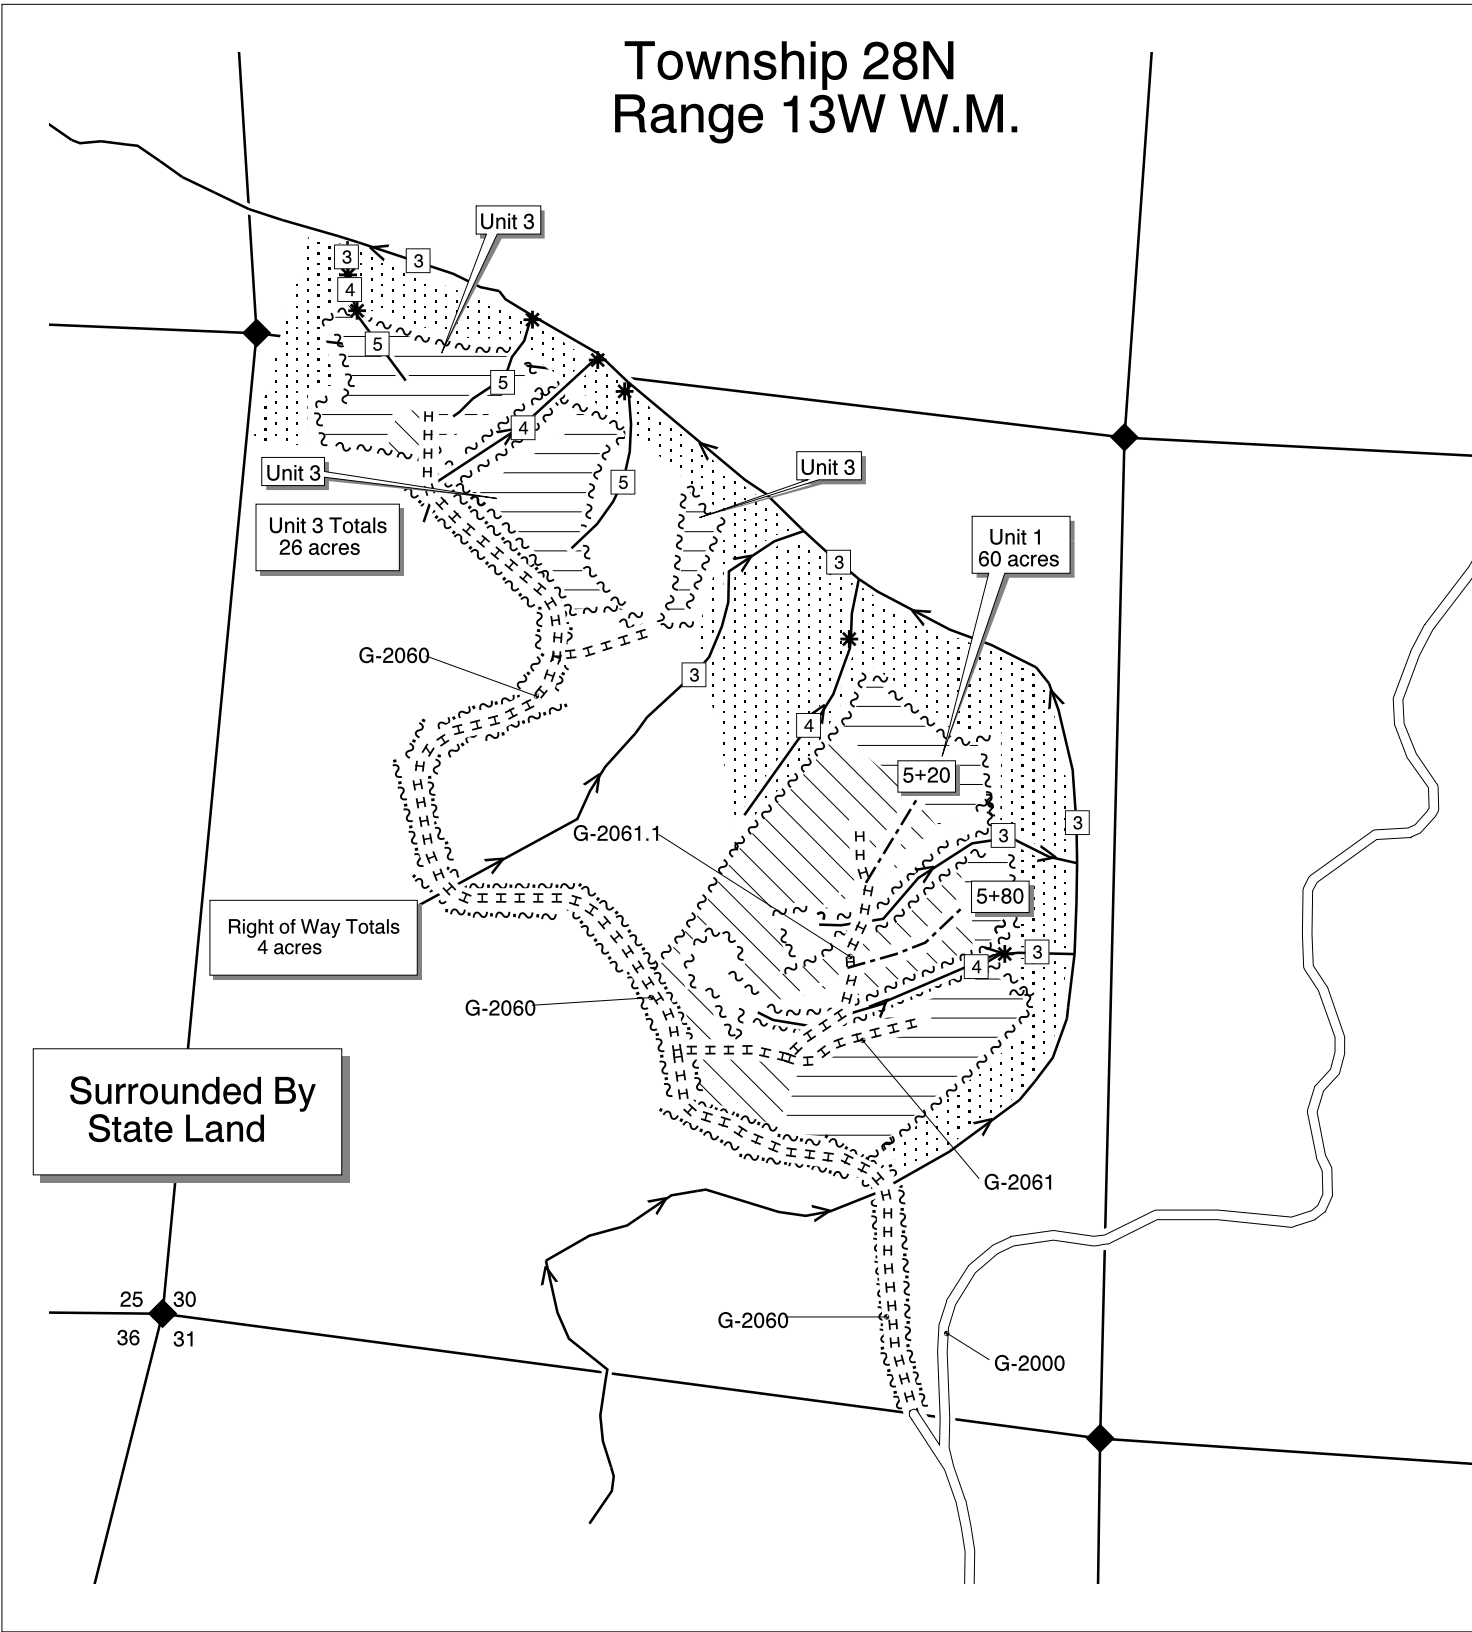 Township 28N
Range 13W W.M.
Unit 3
3
3
4
5
5
4
Unit 3
Unit 3
5
Unit 3 Totals
26 acres
Unit 1
60 acres
3
G-2060
3
4
5+20
G-2061.1
3
3
5+80
Right of Way Totals
4 acres
3
4
G-2060
Surrounded By
State Land
G-2061
25 30
36 31
G-2060
G-2000